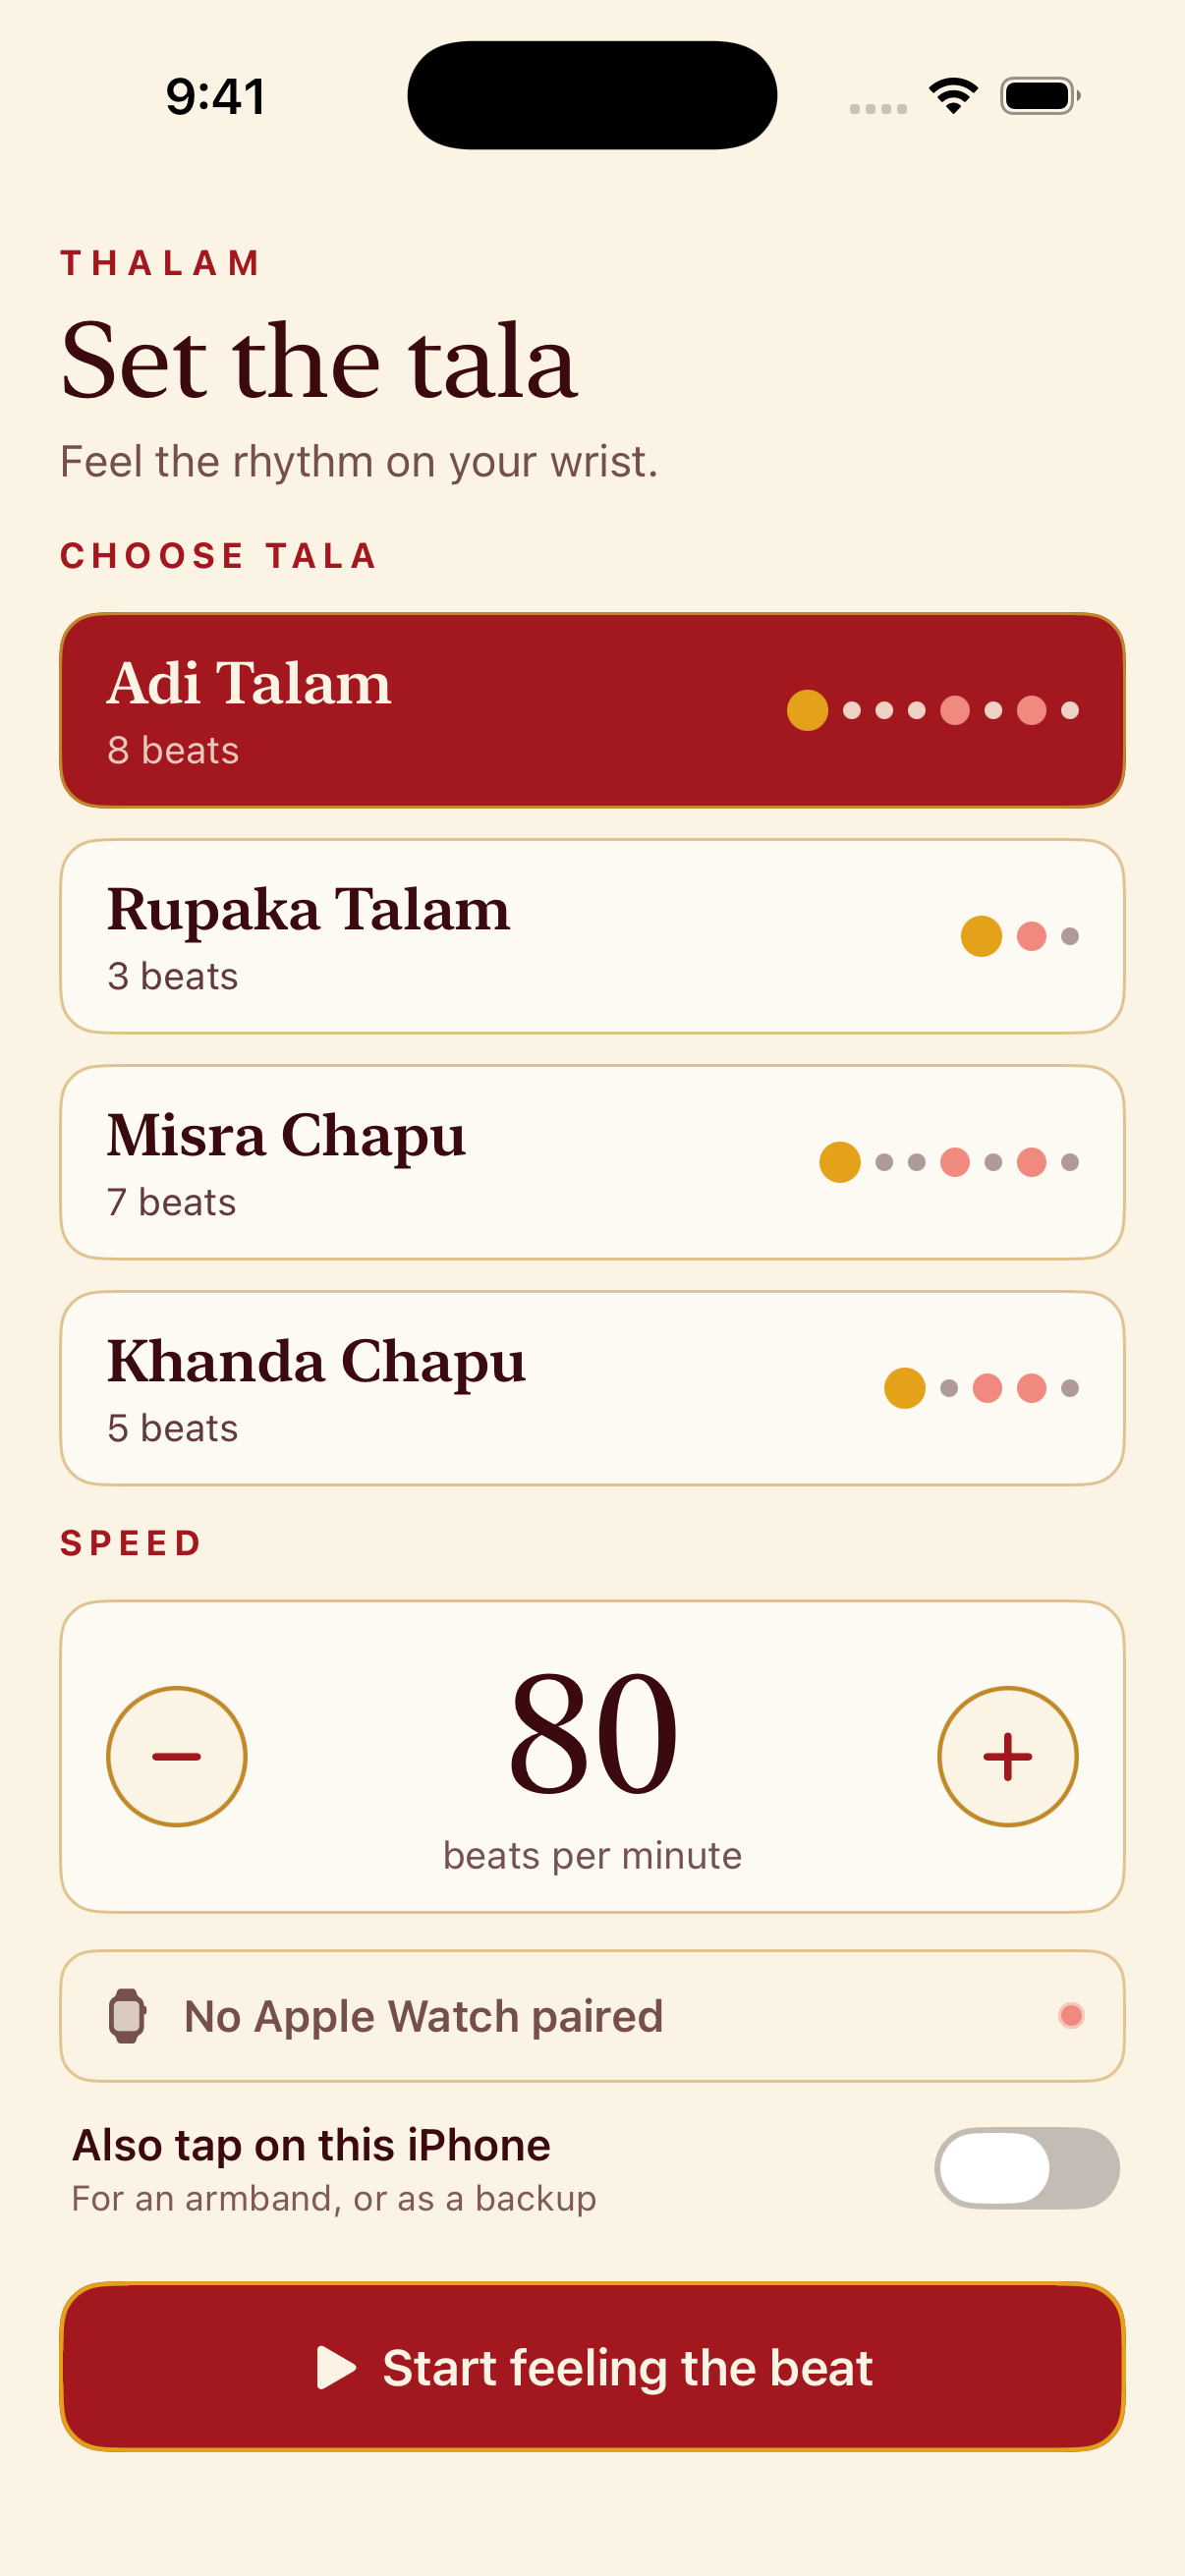 9:41
THALAM
Set the tala
Feel the rhythm on your wrist.
CHOOSE TALA
Adi Talam
8 beats
Rupaka Talam
3 beats
Misra Chapu
7 beats
Khanda Chapu
5 beats
SPEED
80
beats per minute
No Apple Watch paired
Also tap on this iPhone
For an armband, or as a backup
Start feeling the beat